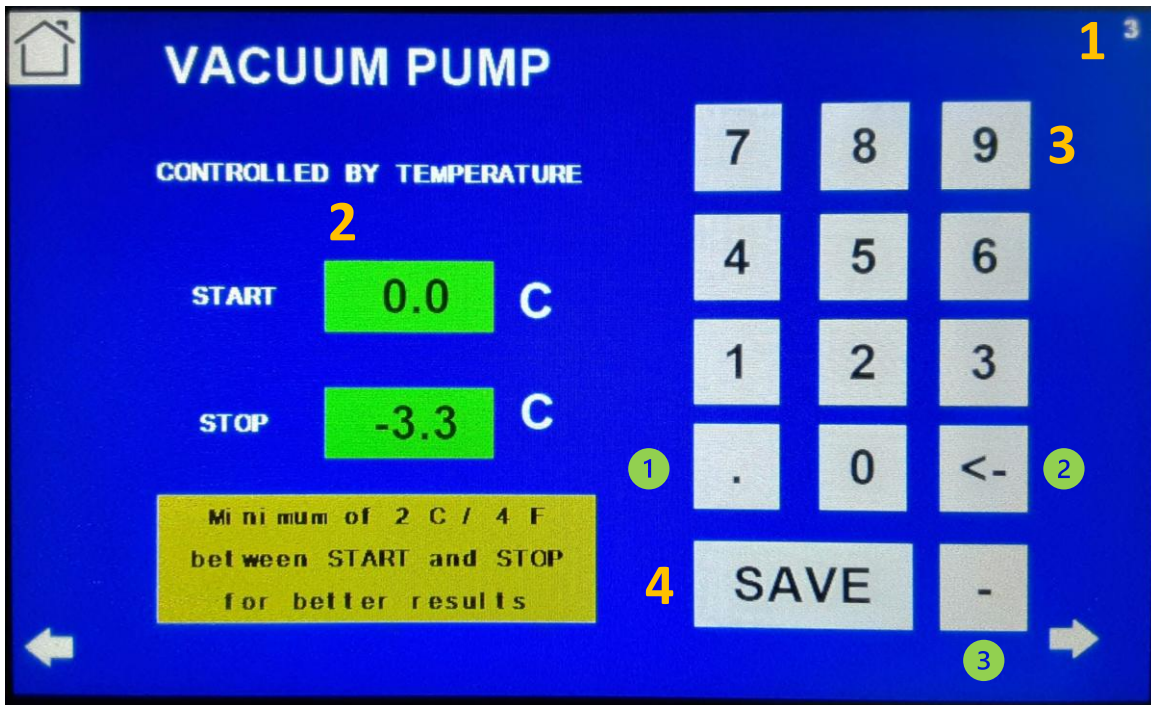 1 3
VACUUM PUMP
CONTROLLED BY TEMPERATURE
2
START 0.0 C
STOP -3.3 C
Minimum of 2 C / 4 F
between START and STOP
for better results
7 8 9 3
4 5 6
1 2 3
1 . 0 <- 2
4 SAVE -
3